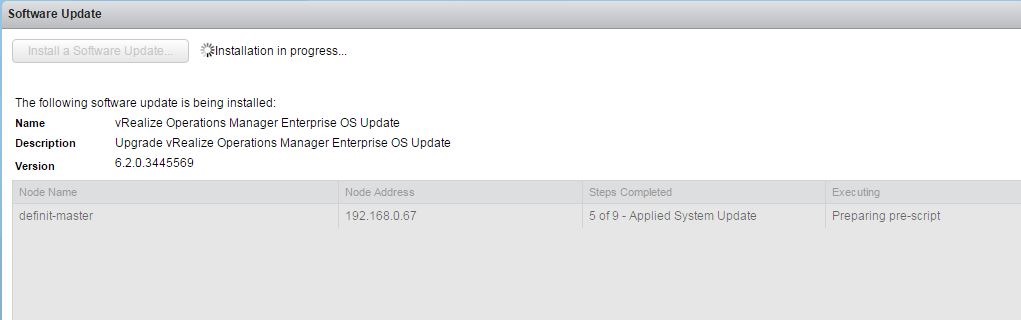 Software Update
Install a Software Update... Installation in progress...
The following software update is being installed:
Name vRealize Operations Manager Enterprise OS Update
Description Upgrade vRealize Operations Manager Enterprise OS Update
Version 6.2.0.3445569
Node Name Node Address Steps Completed Executing
definit-master 192.168.0.67 5 of 9 - Applied System Update Preparing pre-script